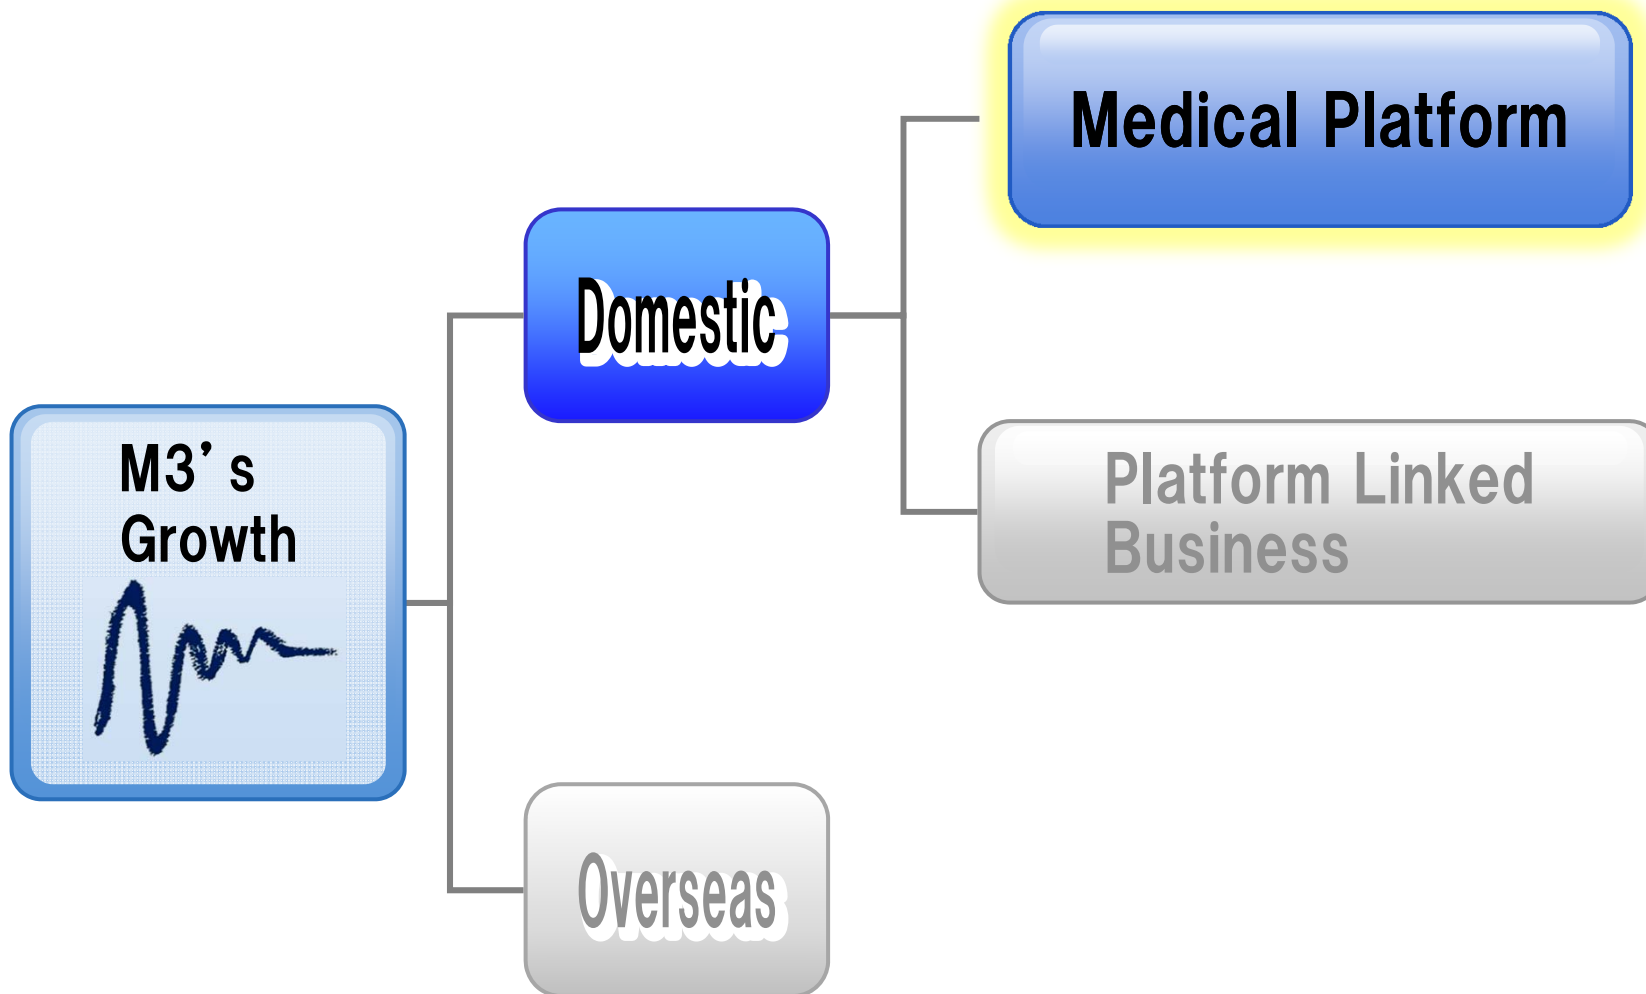 Medical Platform
Domestic
M3’s
Growth
Platform Linked
Business
Overseas